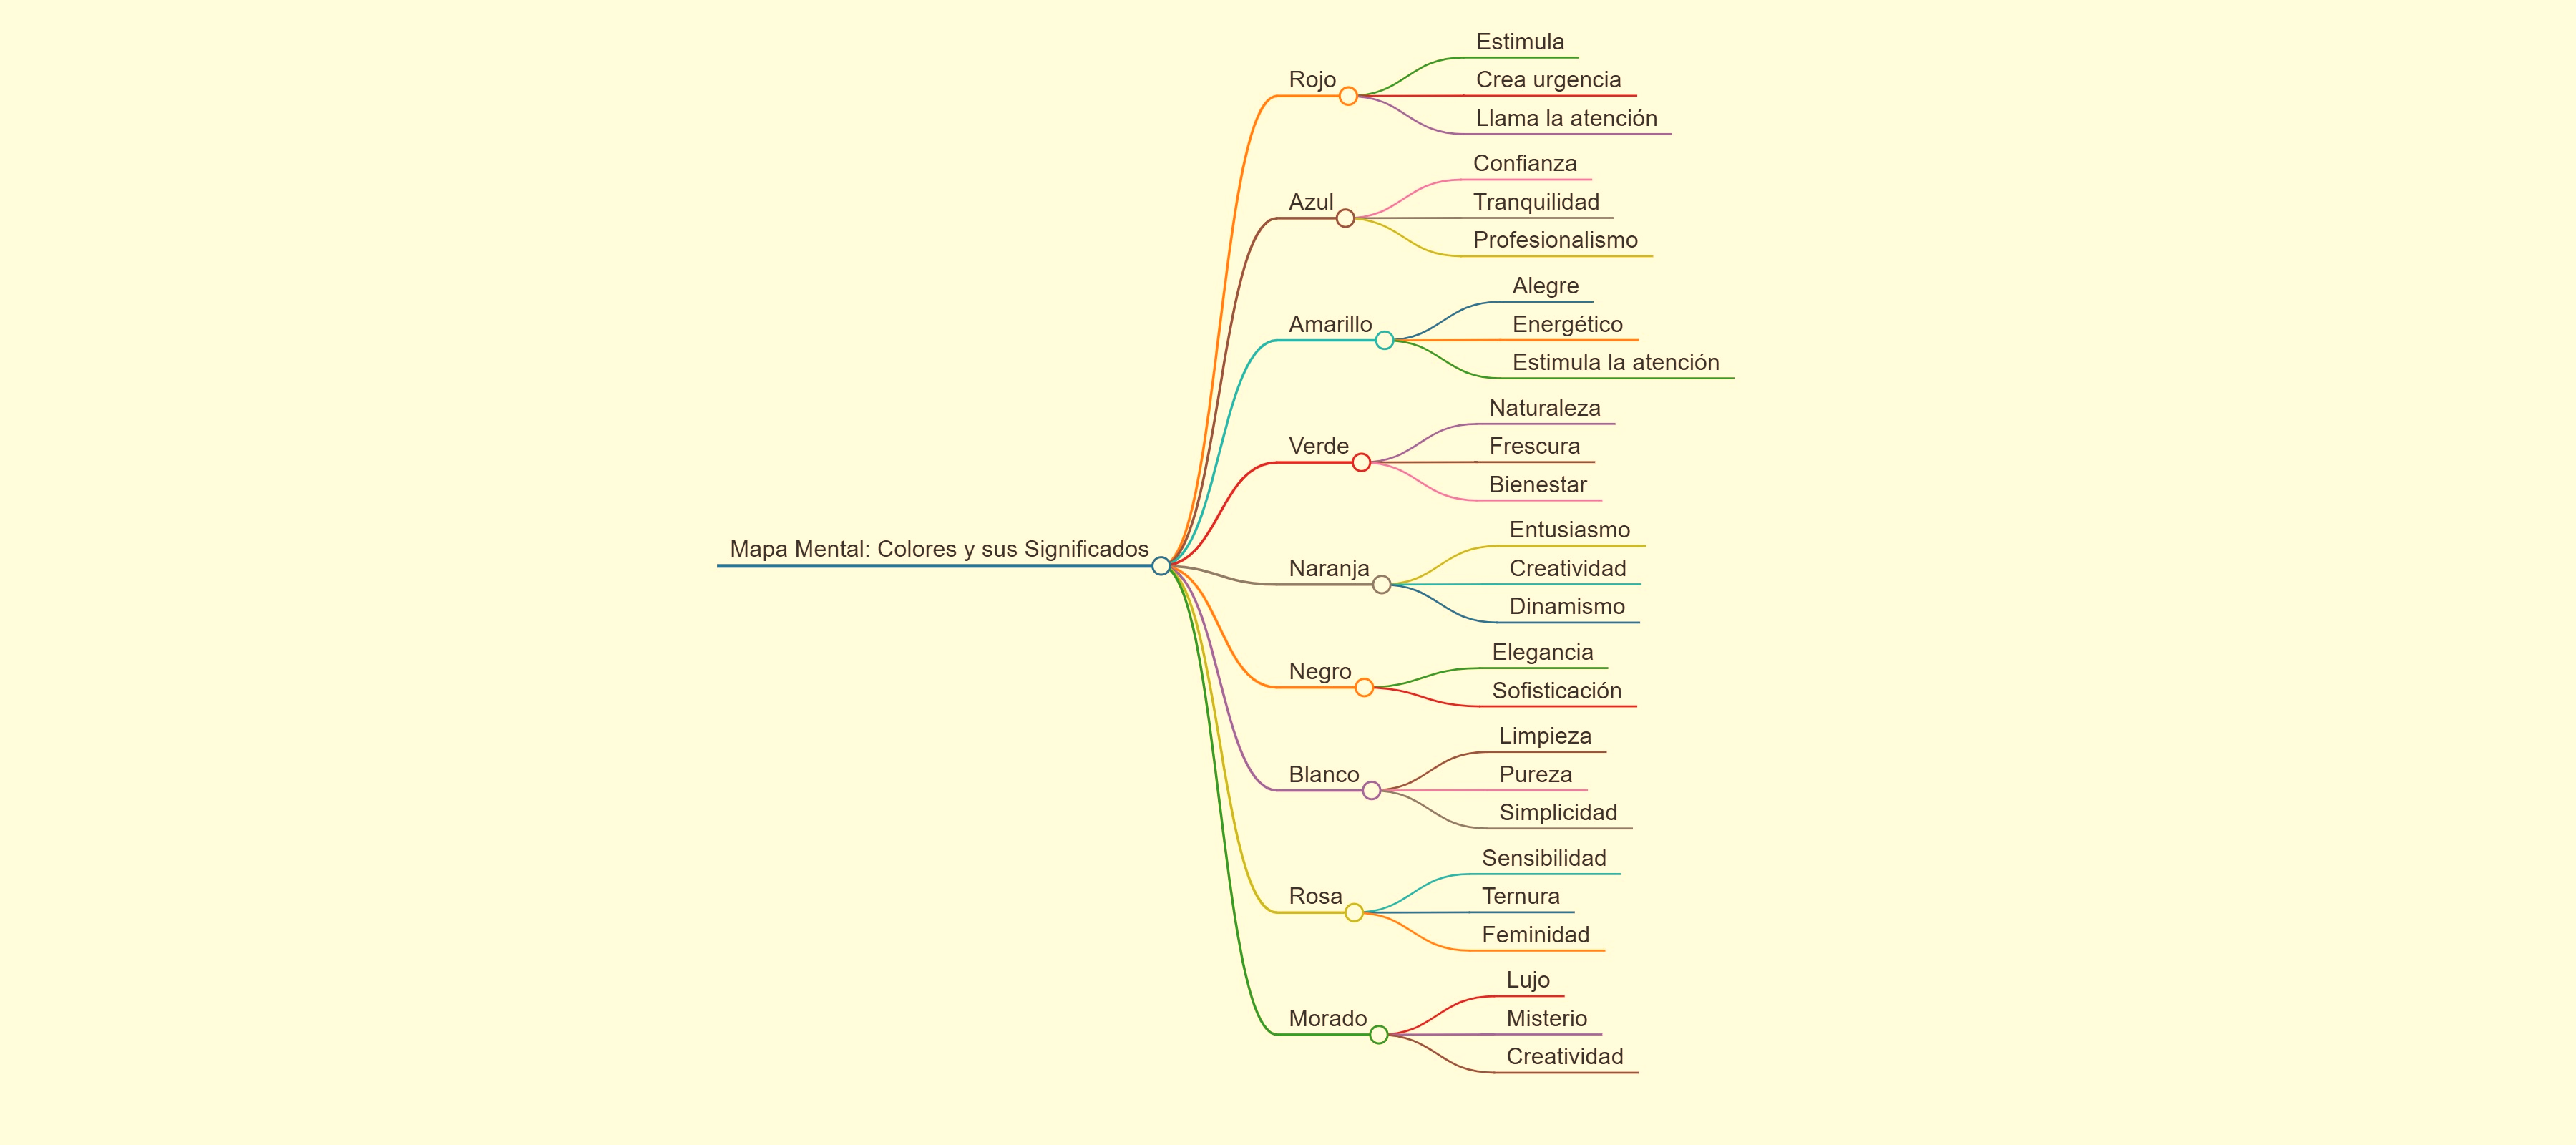 Mapa Mental: Colores y sus Significados
Rojo
Estimula
Crea urgencia
Llama la atención
Azul
Confianza
Tranquilidad
Profesionalismo
Amarillo
Alegre
Energético
Estimula la atención
Verde
Naturaleza
Frescura
Bienestar
Naranja
Entusiasmo
Creatividad
Dinamismo
Negro
Elegancia
Sofisticación
Blanco
Limpieza
Pureza
Simplicidad
Rosa
Sensibilidad
Ternura
Feminidad
Morado
Lujo
Misterio
Creatividad